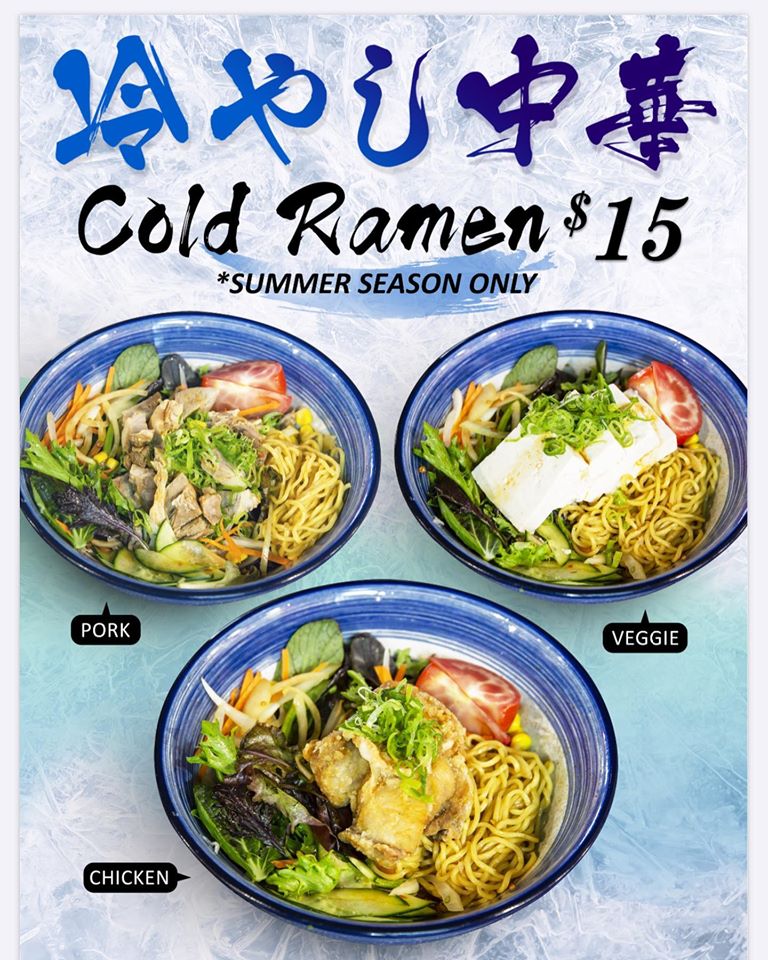 冷やし中華
Cold Ramen $15
*SUMMER SEASON ONLY
PORK
VEGGIE
CHICKEN